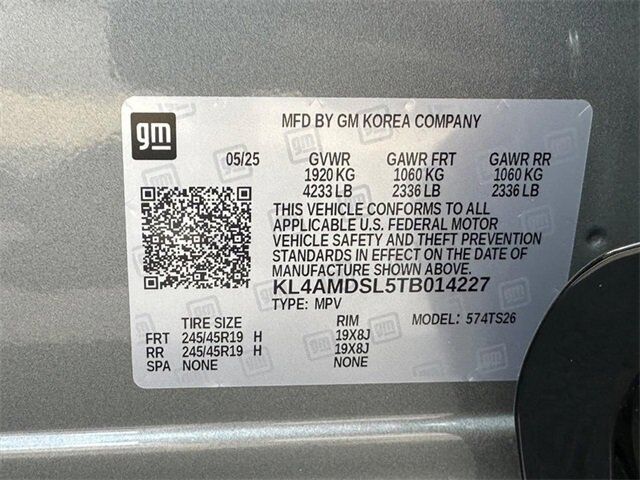 gm
MFD BY GM KOREA COMPANY
05/25 GVWR GAWR FRT GAWR RR
1920 KG 1060 KG 1060 KG
4233 LB 2336 LB 2336 LB
THIS VEHICLE CONFORMS TO ALL
APPLICABLE U.S. FEDERAL MOTOR
VEHICLE SAFETY AND THEFT PREVENTION
STANDARDS IN EFFECT ON THE DATE OF
MANUFACTURE SHOWN ABOVE.
KL4AMDSL5TB014227
TYPE: MPV
TIRE SIZE RIM MODEL: 574TS26
FRT 245/45R19 H 19X8J
RR 245/45R19 H 19X8J
SPA NONE NONE